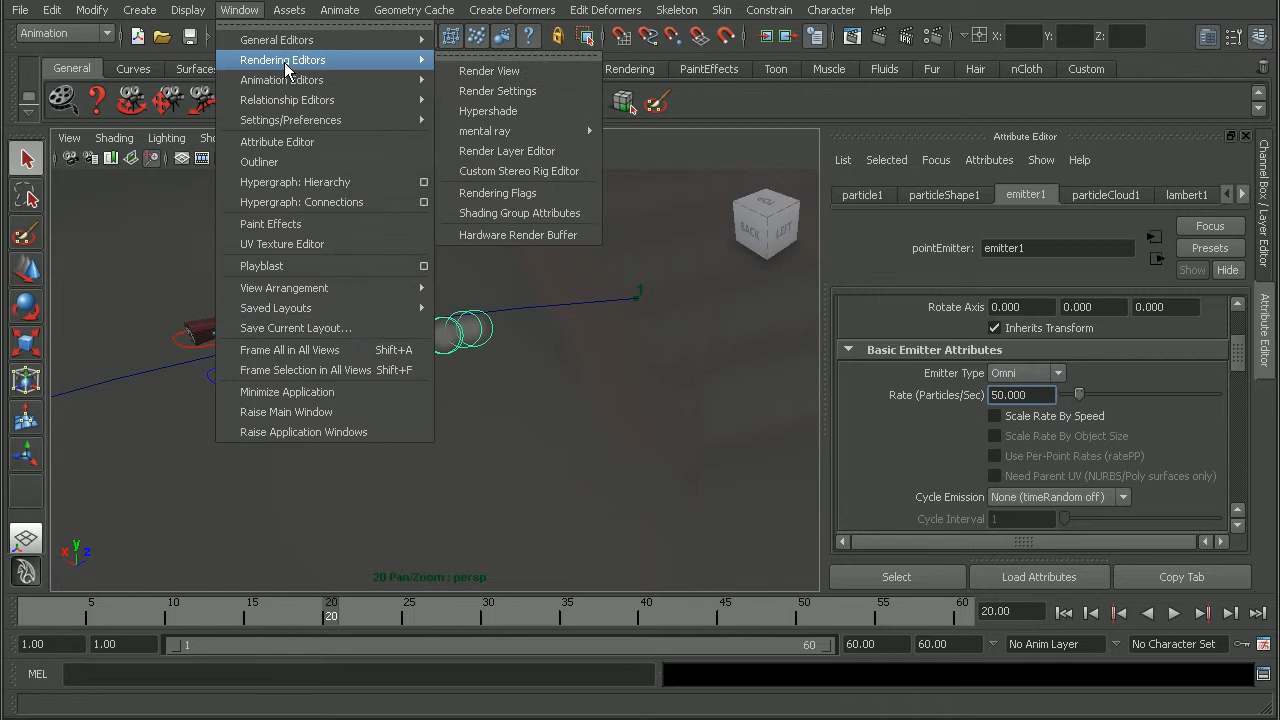 File Edit Modify Create Display Window Assets Animate Geometry Cache Create Deformers Edit Deformers Skeleton Skin Constrain Character Help
Animation
X: Y: Z:
General Curves Surfaces Rendering PaintEffects Toon Muscle Fluids Fur Hair nCloth Custom
General Editors
Rendering Editors
Animation Editors
Relationship Editors
Settings/Preferences
Attribute Editor
Outliner
Hypergraph: Hierarchy
Hypergraph: Connections
Paint Effects
UV Texture Editor
Playblast
View Arrangement
Saved Layouts
Save Current Layout...
Frame All in All Views Shift+A
Frame Selection in All Views Shift+F
Minimize Application
Raise Main Window
Raise Application Windows
Render View
Render Settings
Hypershade
mental ray
Render Layer Editor
Custom Stereo Rig Editor
Rendering Flags
Shading Group Attributes
Hardware Render Buffer
View Shading Lighting Sho
BACK LEFT
1
y
x z
2D Pan/Zoom : persp
Attribute Editor
List Selected Focus Attributes Show Help
particle1 particleShape1 emitter1 particleCloud1 lambert1
pointEmitter: emitter1
Focus
Presets
Show Hide
Rotate Axis 0.000 0.000 0.000
Inherits Transform
Basic Emitter Attributes
Emitter Type Omni
Rate (Particles/Sec) 50.000
Scale Rate By Speed
Scale Rate By Object Size
Use Per-Point Rates (ratePP)
Need Parent UV (NURBS/Poly surfaces only)
Cycle Emission None (timeRandom off)
Cycle Interval 1
Select Load Attributes Copy Tab
Channel Box / Layer Editor
Attribute Editor
5 10 15 20 25 30 35 40 45 50 55 60
20
20.00
1.00 1.00 1 60 60.00 60.00 No Anim Layer No Character Set
MEL